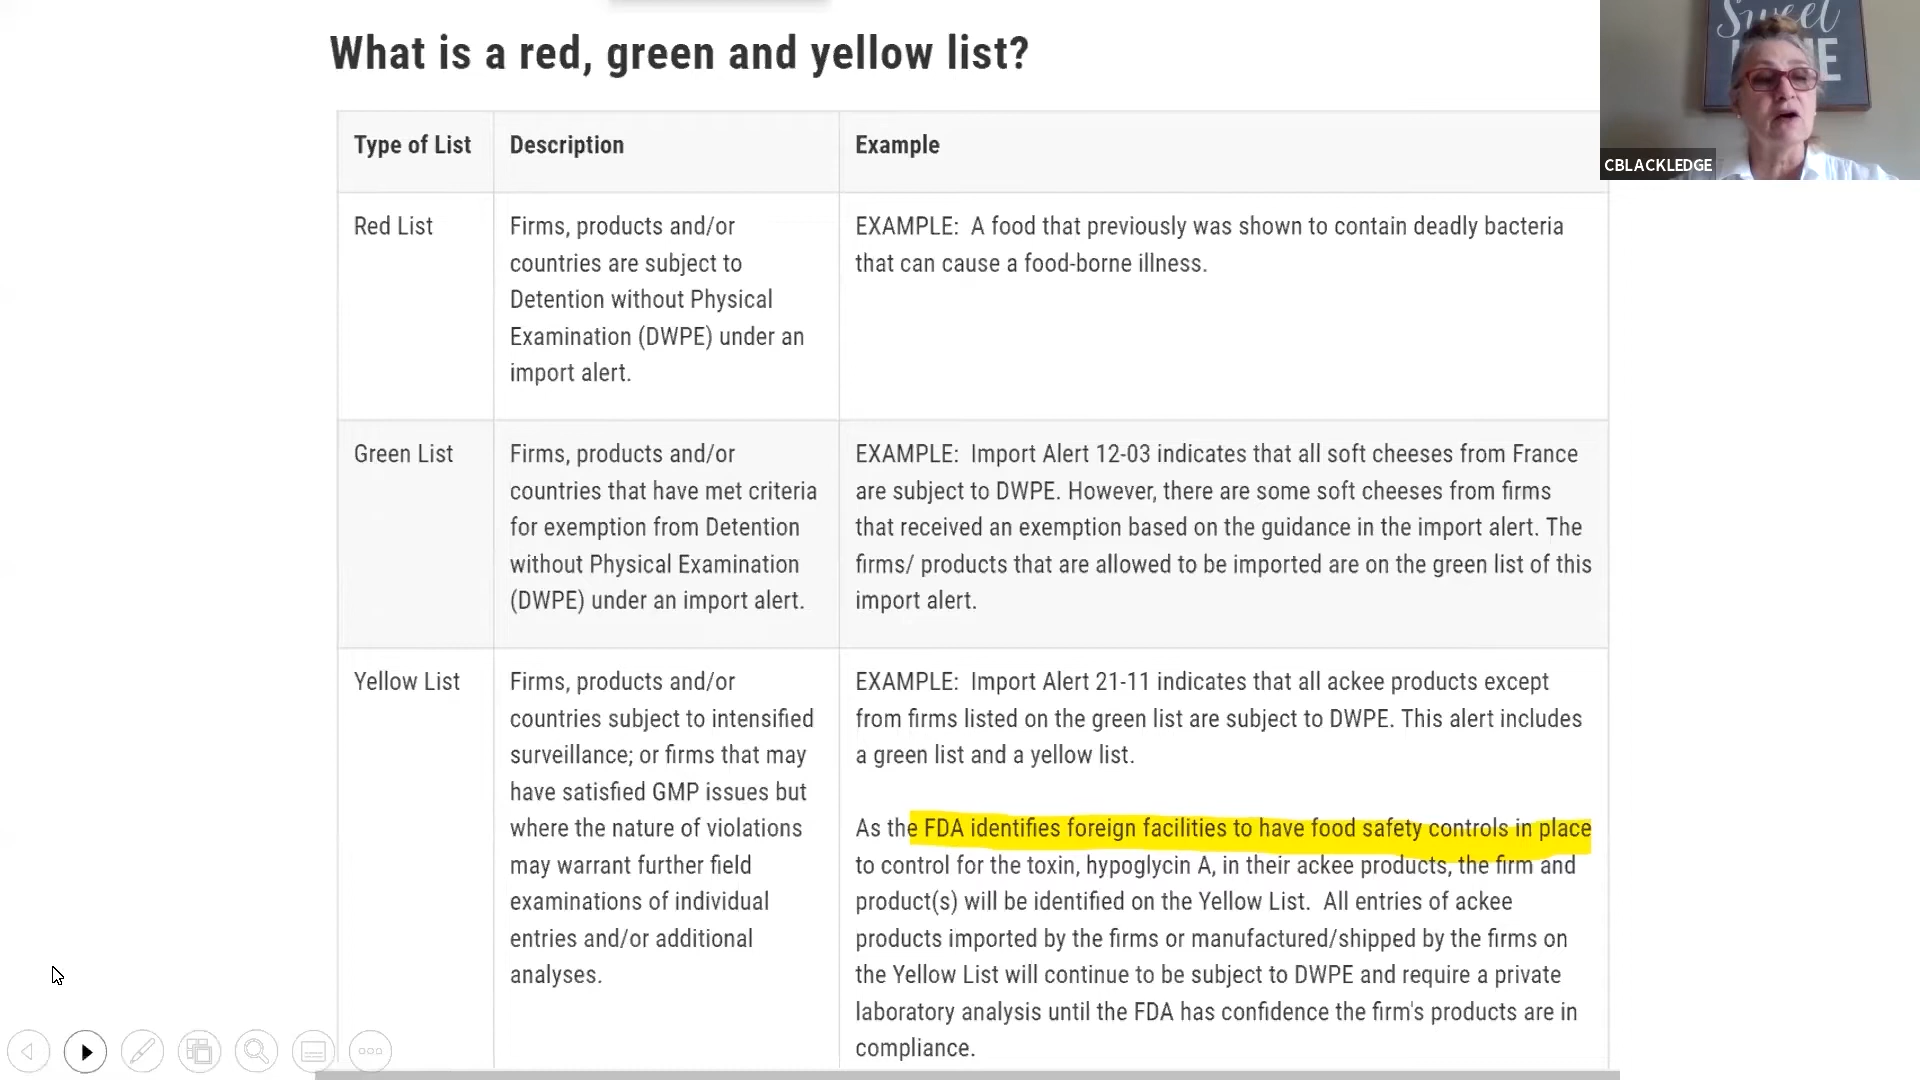 What is a red, green and yellow list?
Sweet
CBLACKLEDGE
Type of List
Description
Example
Red List
Firms, products and/or
countries are subject to
Detention without Physical
Examination (DWPE) under an
import alert.
EXAMPLE:  A food that previously was shown to contain deadly bacteria
that can cause a food-borne illness.
Green List
Firms, products and/or
countries that have met criteria
for exemption from Detention
without Physical Examination
(DWPE) under an import alert.
EXAMPLE:  Import Alert 12-03 indicates that all soft cheeses from France
are subject to DWPE. However, there are some soft cheeses from firms
that received an exemption based on the guidance in the import alert. The
firms/ products that are allowed to be imported are on the green list of this
import alert.
Yellow List
Firms, products and/or
countries subject to intensified
surveillance; or firms that may
have satisfied GMP issues but
where the nature of violations
may warrant further field
examinations of individual
entries and/or additional
analyses.
EXAMPLE:  Import Alert 21-11 indicates that all ackee products except
from firms listed on the green list are subject to DWPE. This alert includes
a green list and a yellow list.
As the FDA identifies foreign facilities to have food safety controls in place
to control for the toxin, hypoglycin A, in their ackee products, the firm and
product(s) will be identified on the Yellow List.  All entries of ackee
products imported by the firms or manufactured/shipped by the firms on
the Yellow List will continue to be subject to DWPE and require a private
laboratory analysis until the FDA has confidence the firm's products are in
compliance.